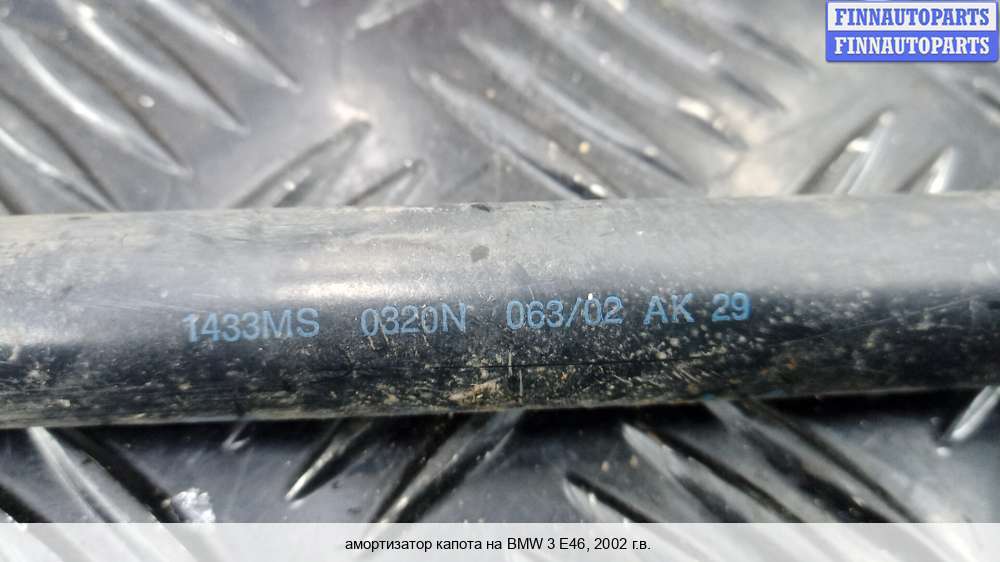 FINNAUTOPARTS
FINNAUTOPARTS
1433MS 0320N 063/02 AK 29
амортизатор капота на BMW 3 E46, 2002 г.в.